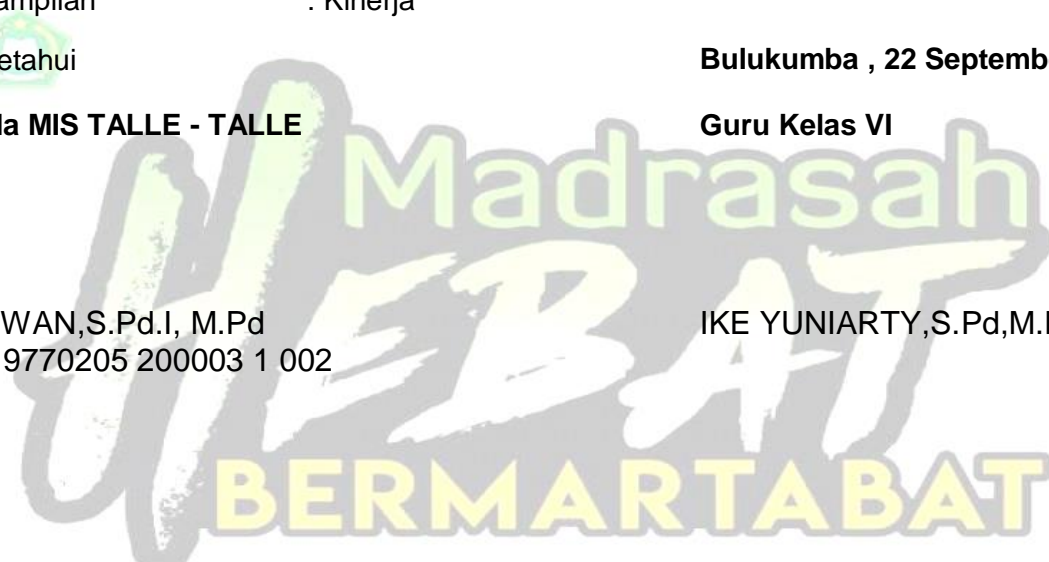 ampilan : Kinerja
etahui Bulukumba , 22 Septemb
la MIS TALLE - TALLE Guru Kelas VI
Madrasah
HEBAT
WAN,S.Pd.I, M.Pd IKE YUNIARTY,S.Pd,M.
9770205 200003 1 002
BERMARTABAT